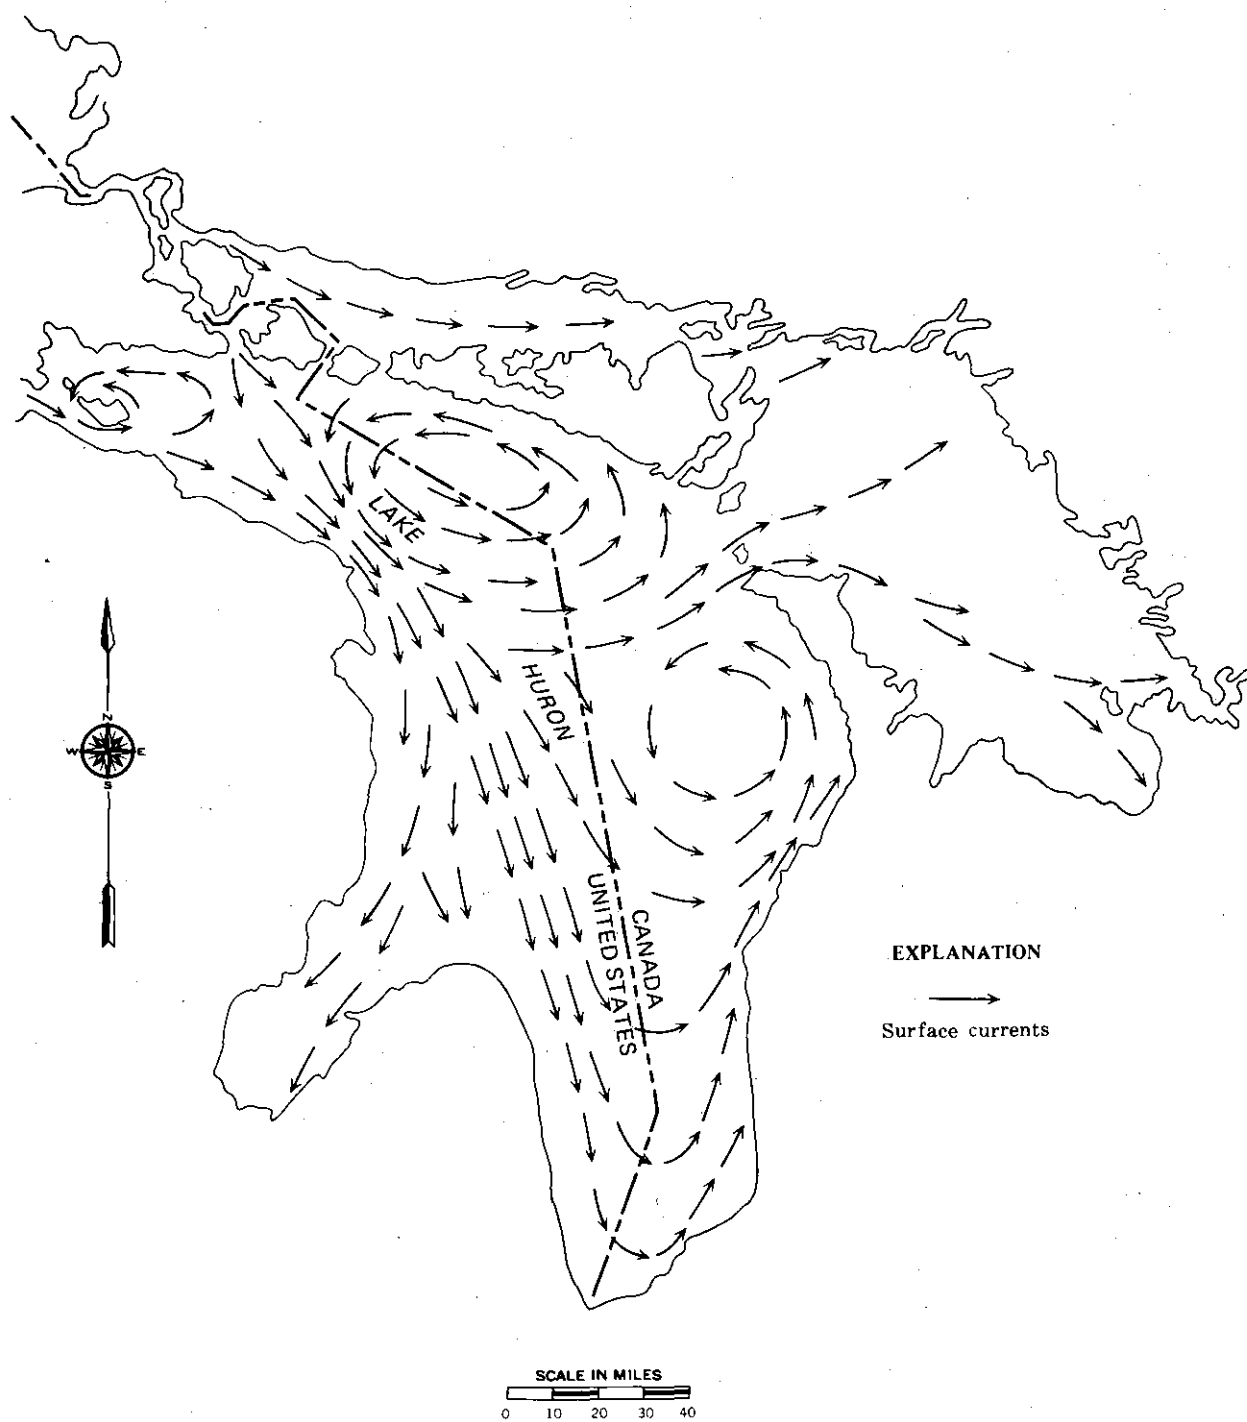 LAKE
HURON
CANADA
UNITED STATES
N
W
E
S
EXPLANATION
Surface currents
SCALE IN MILES
0 10 20 30 40